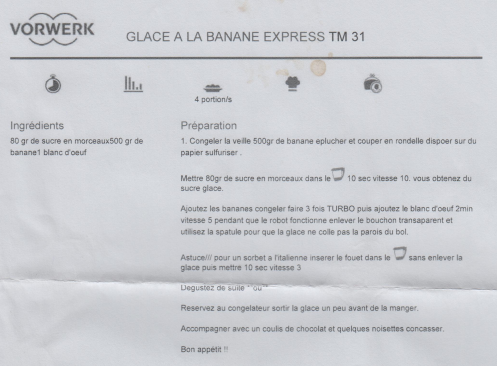 VORWERK
GLACE A LA BANANE EXPRESS TM 31
4 portion/s
Ingrédients
80 gr de sucre en morceaux500 gr de
banane1 blanc d'oeuf
Préparation
1. Congeler la veille 500gr de banane eplucher et couper en rondelle dispoer sur du
papier sulfuriser .
Mettre 80gr de sucre en morceaux dans le 10 sec vitesse 10. vous obtenez du
sucre glace.
Ajoutez les bananes congeler faire 3 fois TURBO puis ajoutez le blanc d'oeuf 2min
vitesse 5 pendant que le robot fonctionne enlever le bouchon transaparent et
utilisez la spatule pour que la glace ne colle pas la parois du bol.
Astuce/// pour un sorbet a l'italienne inserer le fouet dans le sans enlever la
glace puis mettre 10 sec vitesse 3
Degustez de suite ""ou""
Reservez au congelateur sortir la glace un peu avant de la manger.
Accompagner avec un coulis de chocolat et quelques noisettes concasser.
Bon appétit !!